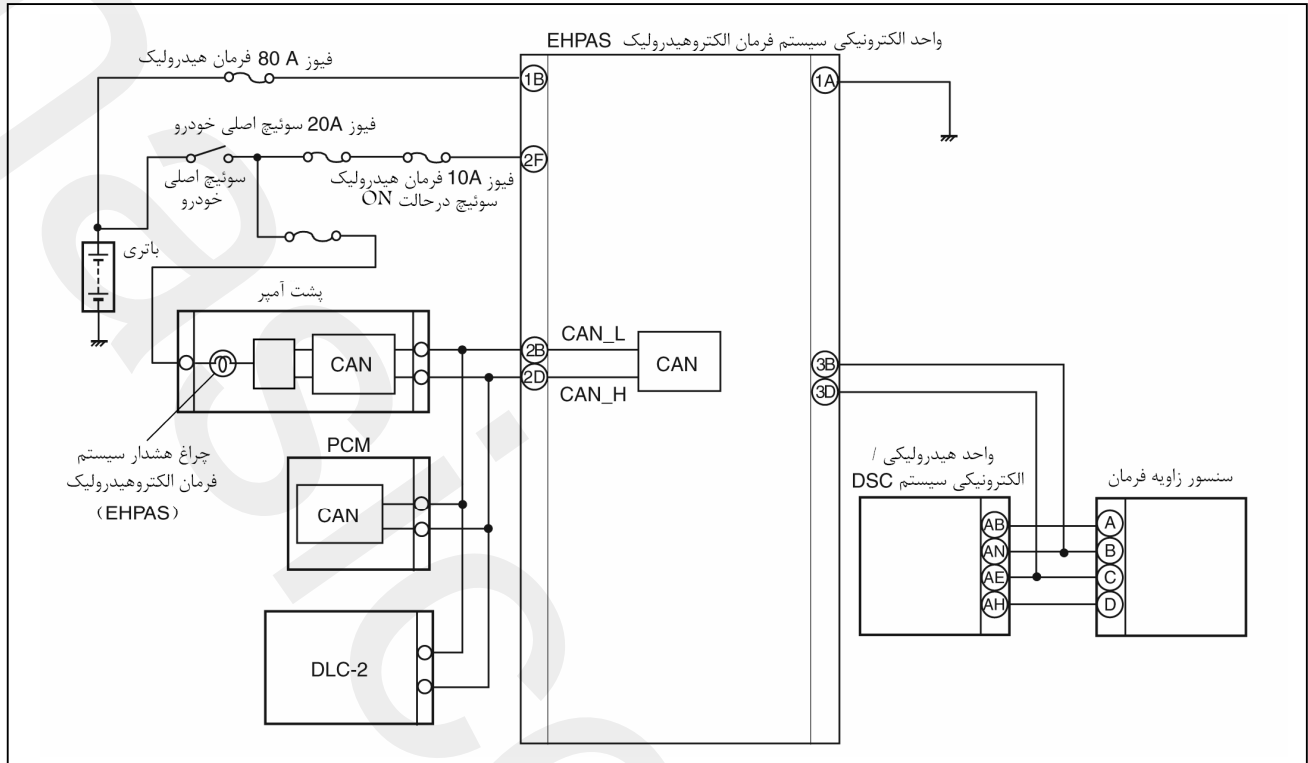 واحد الکترونیکی سیستم فرمان الکتروهیدرولیک EHPAS
فیوز 80 A فرمان هیدرولیک
1B
1A
فیوز 20A سوئیچ اصلی خودرو
2F
سوئیچ اصلی
خودرو
فیوز 10A فرمان هیدرولیک
سوئیچ درحالت ON
باتری
پشت آمپر
CAN
2B
CAN_L
2D
CAN_H
CAN
3B
3D
چراغ هشدار سیستم
فرمان الکتروهیدرولیک
(EHPAS)
PCM
CAN
DLC-2
واحد هیدرولیکی /
الکترونیکی سیستم DSC
AB
AN
AE
AH
سنسور زاویه فرمان
A
B
C
D